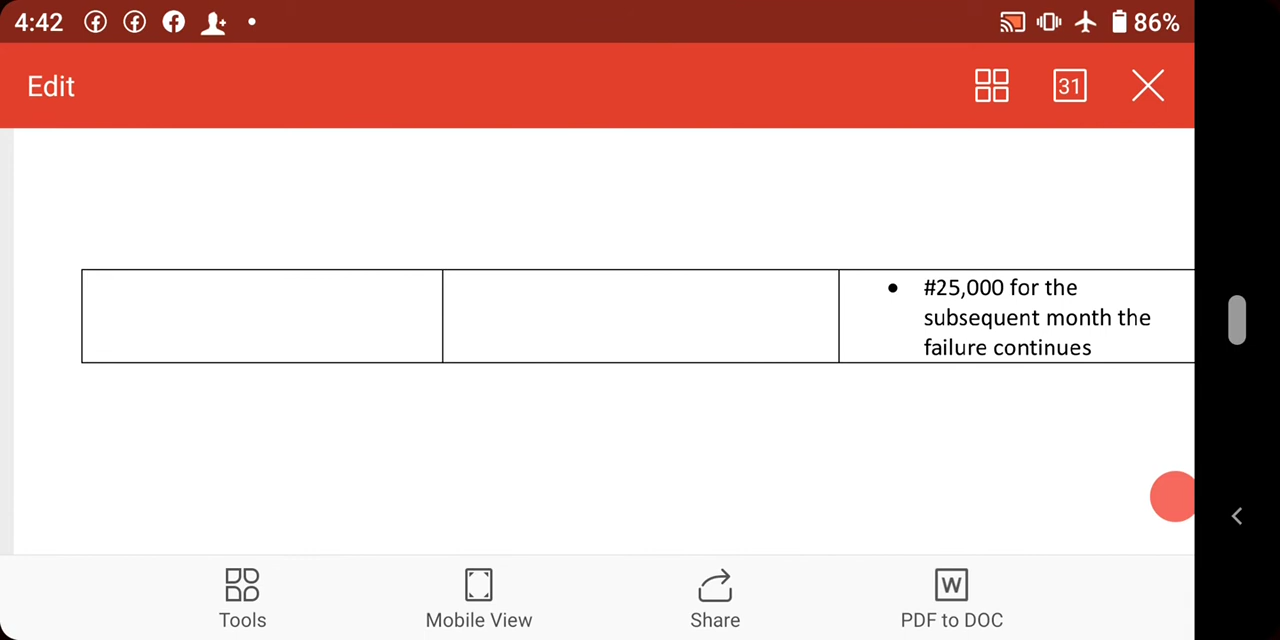 4:42 86%
Edit 31
• #25,000 for the
subsequent month the
failure continues
W
Tools Mobile View Share PDF to DOC